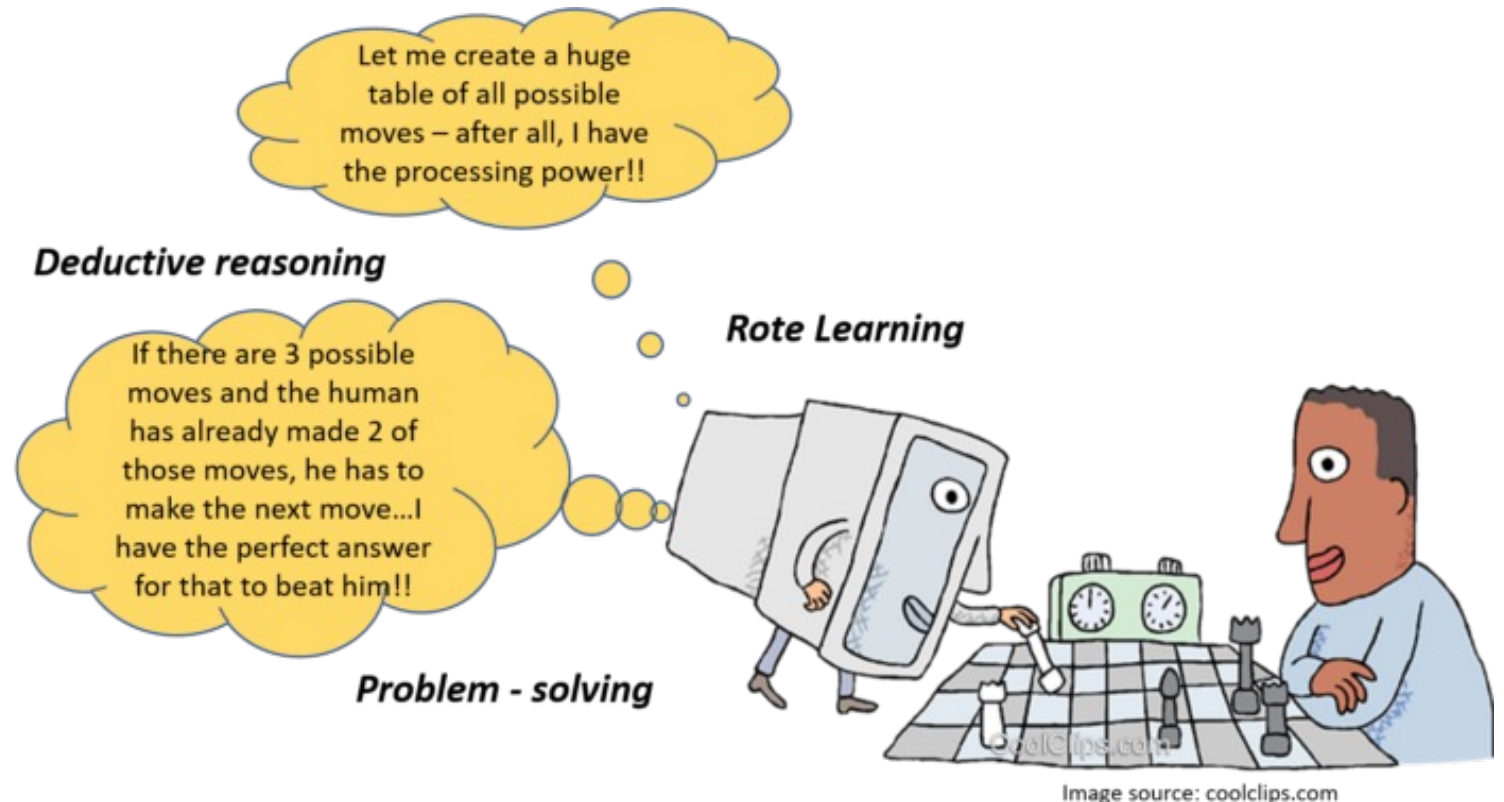 Let me create a huge
table of all possible
moves – after all, I have
the processing power!!
Deductive reasoning
Rote Learning
If there are 3 possible
moves and the human
has already made 2 of
those moves, he has to
make the next move...I
have the perfect answer
for that to beat him!!
Problem - solving
CoolClips.com
Image source: coolclips.com